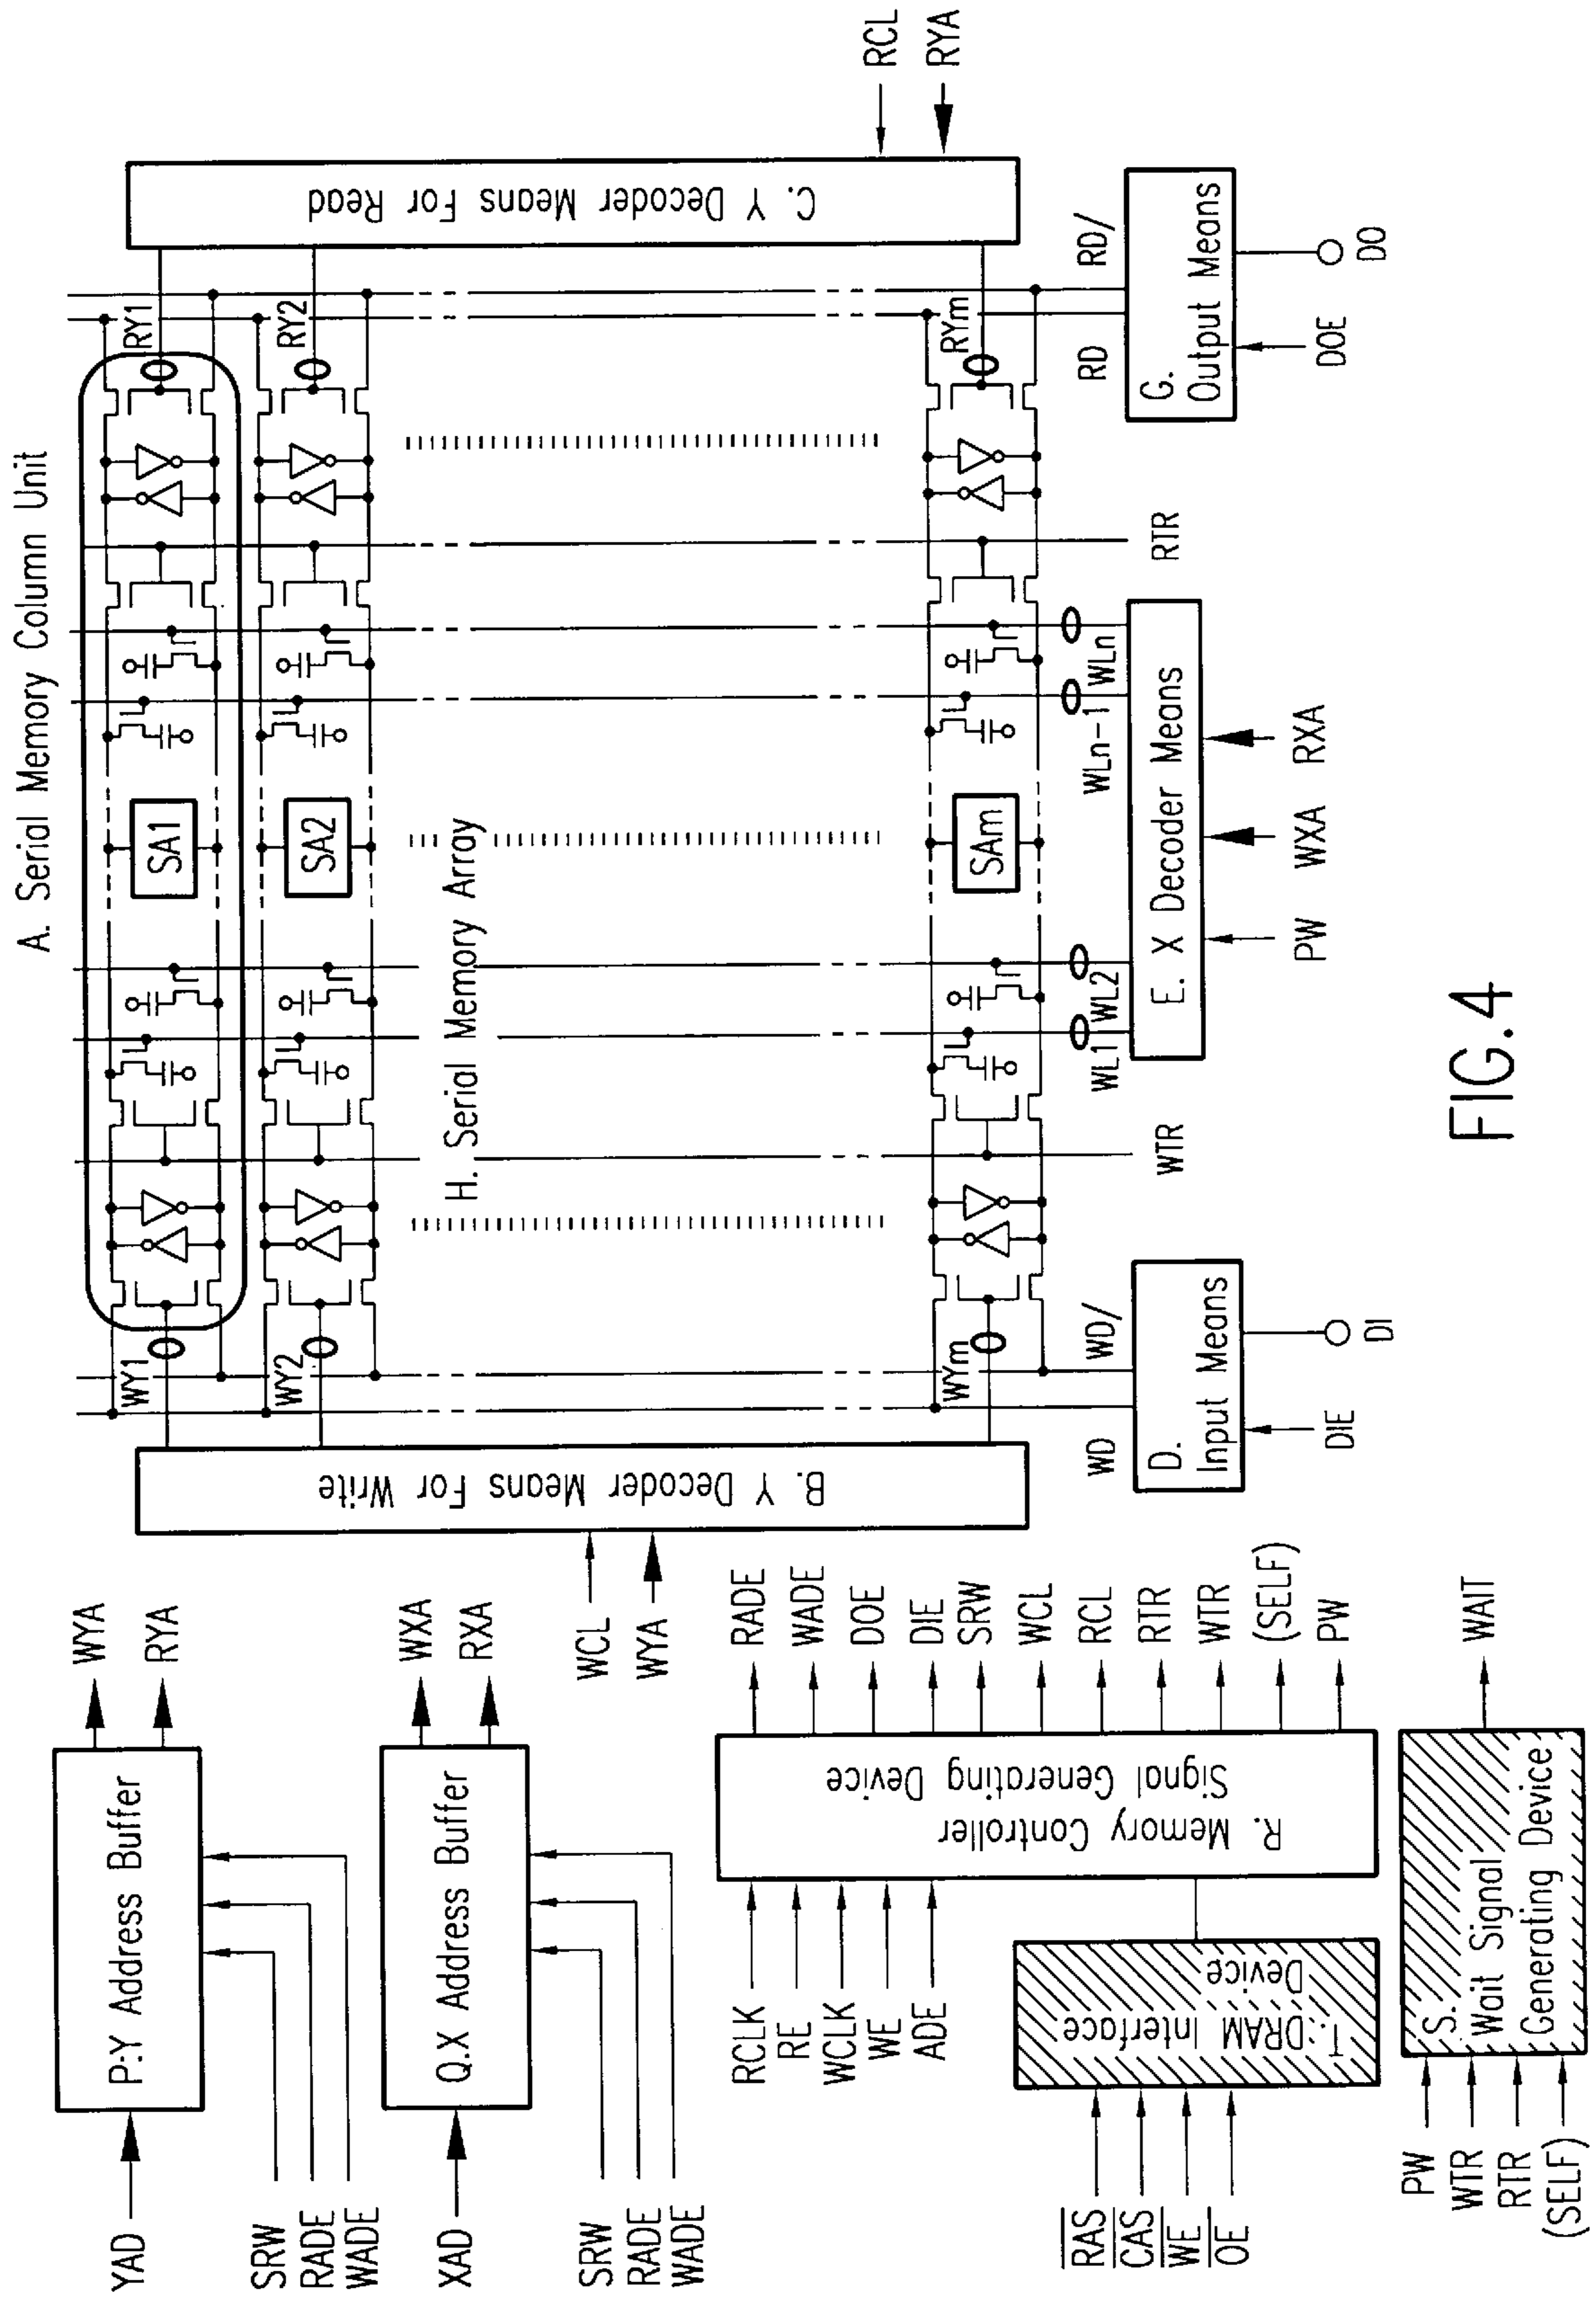 A. Serial Memory Column Unit
P.Y Address Buffer
YAD
SRW
RADE
WADE
WYA
RYA
Q.X Address Buffer
XAD
SRW
RADE
WADE
WXA
RXA
WCL
WYA
B. Y Decoder Means For Write
WY1
WY2
WYm
SA1
SA2
SAm
H. Serial Memory Array
RY1
RY2
RYm
C. Y Decoder Means For Read
RCL
RYA
WD
WD/
D.
Input Means
DIE
DI
WTR
WL1
WL2
WLn-1
WLn
E. X Decoder Means
PW
WXA
RXA
RTR
RD
RD/
G.
Output Means
DOE
DO
R. Memory Controller
Signal Generating Device
RCLK
RE
WCLK
WE
ADE
RADE
WADE
DOE
DIE
SRW
WCL
RCL
RTR
WTR
(SELF)
PW
T. DRAM Interface
Device
RAS
CAS
WE
OE
S.
Wait Signal
Generating Device
PW
WTR
RTR
(SELF)
WAIT
FIG.4